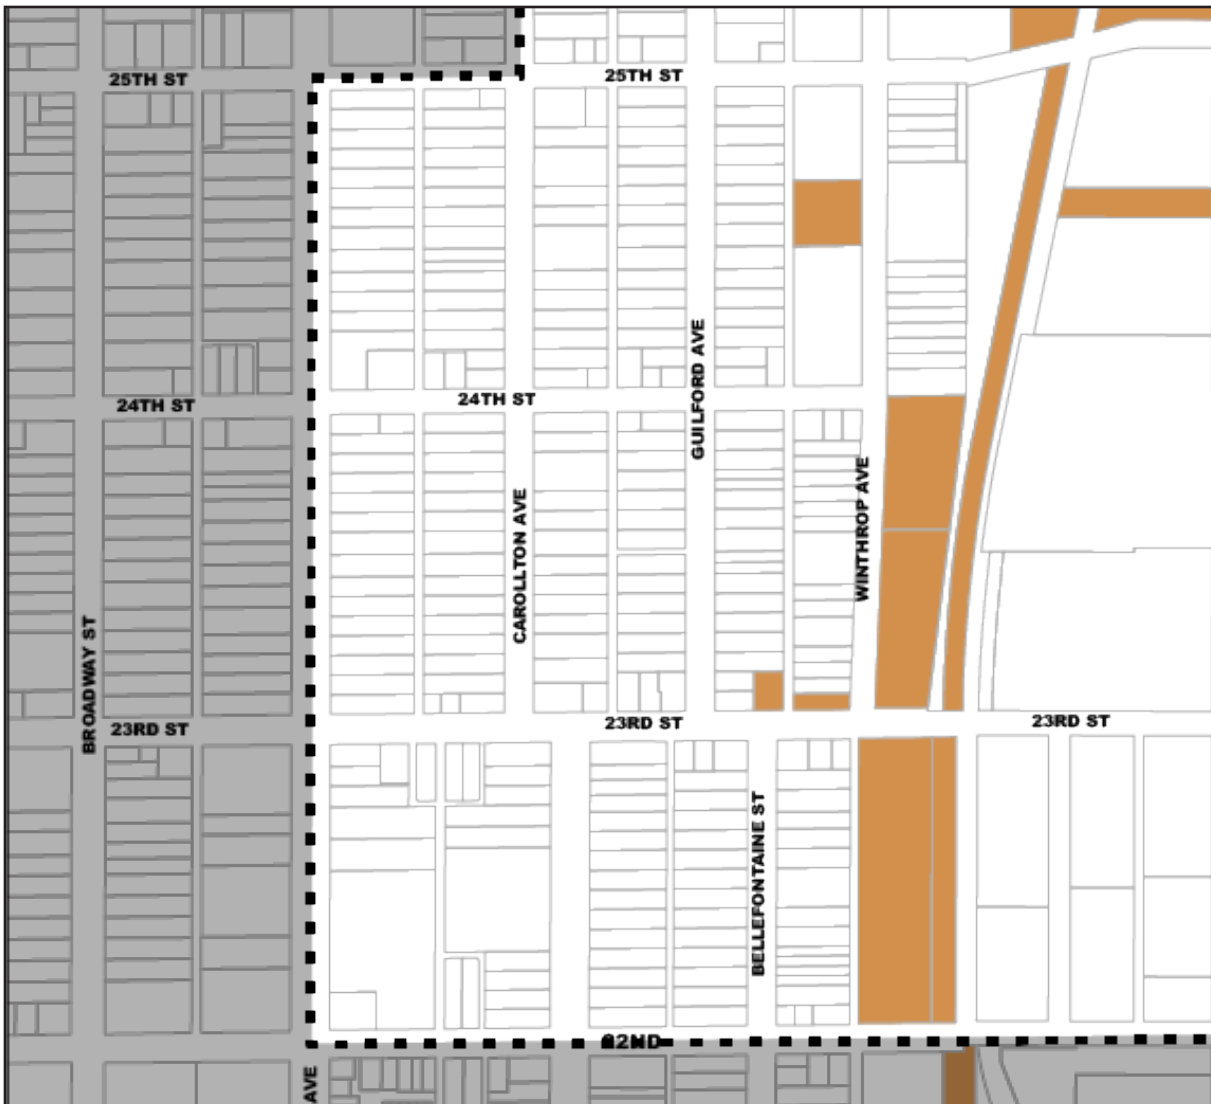 25TH ST
25TH ST
24TH ST
24TH ST
GUILFORD AVE
WINTHROP AVE
CAROLLTON AVE
BROADWAY ST
23RD ST
23RD ST
23RD ST
BELLEFONTAINE ST
AVE